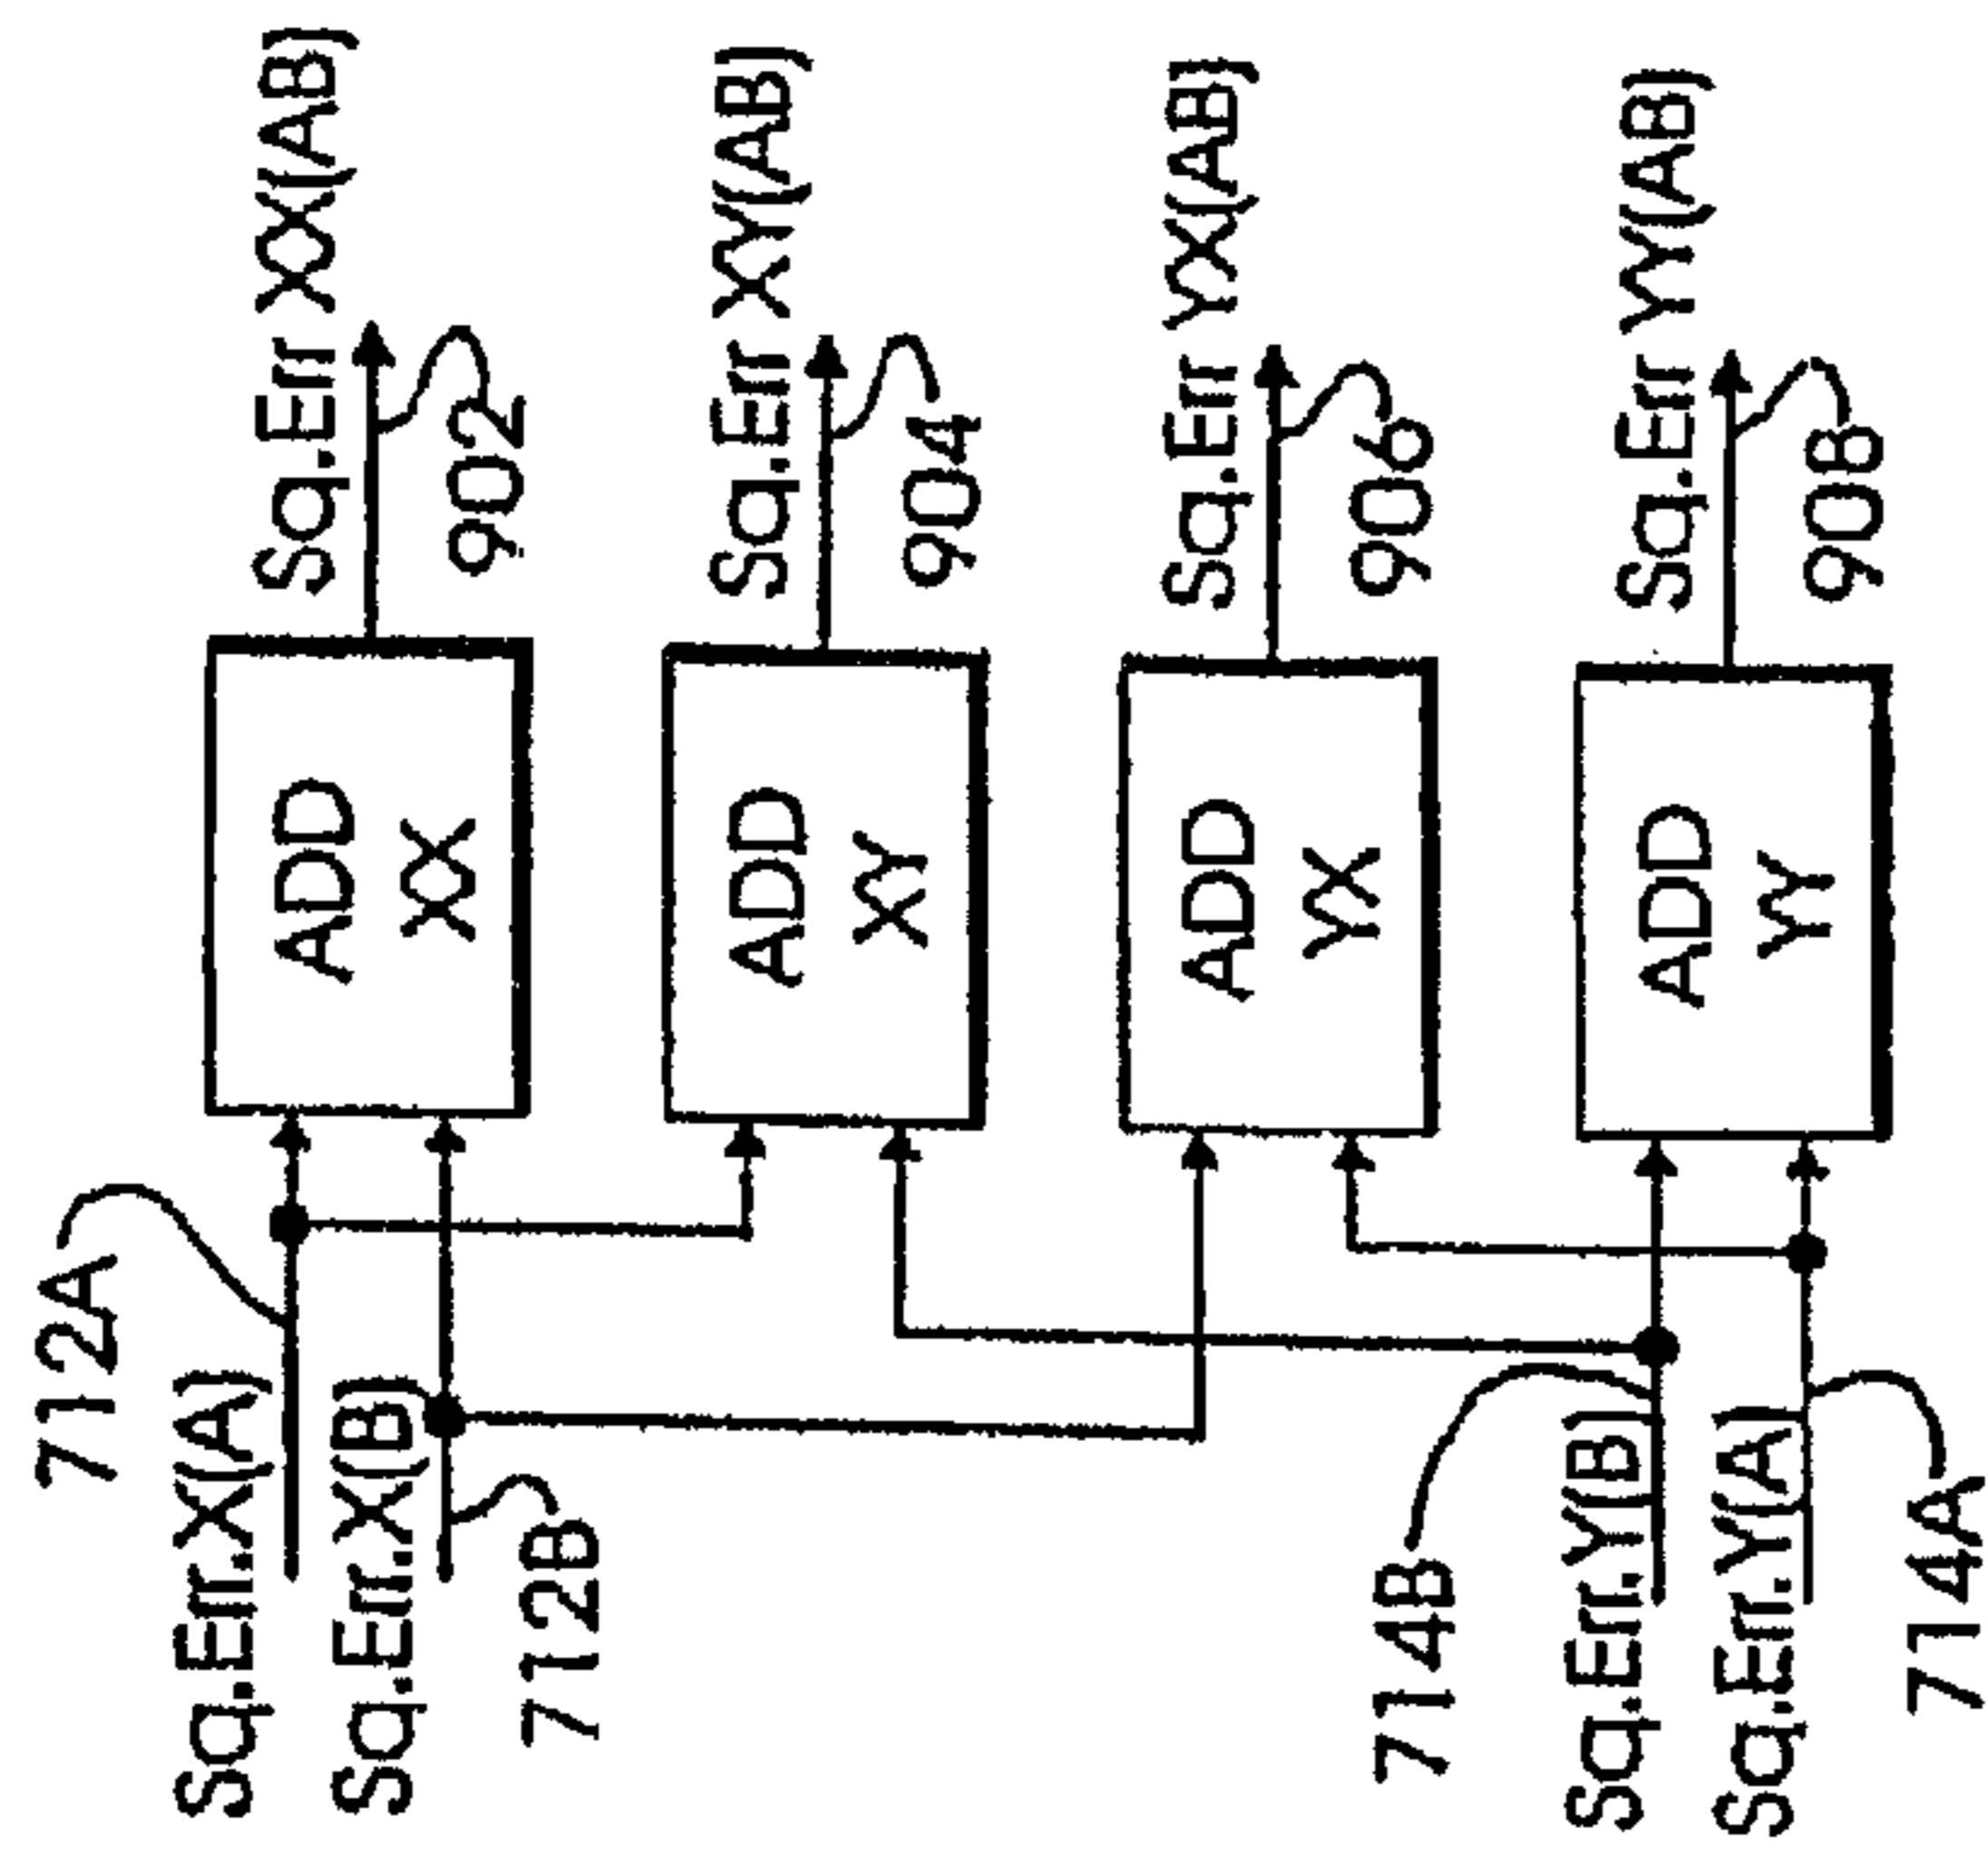 712A
Sq.Err.X(A)
Sq.Err.X(B)
712B
ADD
XX
Sq.Err XX(AB)
902
ADD
XY
Sq.Err XY(AB)
904
ADD
YX
Sq.Err YX(AB)
906
714B
Sq.Err.Y(B)
Sq.Err.Y(A)
714A
ADD
YY
Sq.Err YY(AB)
908